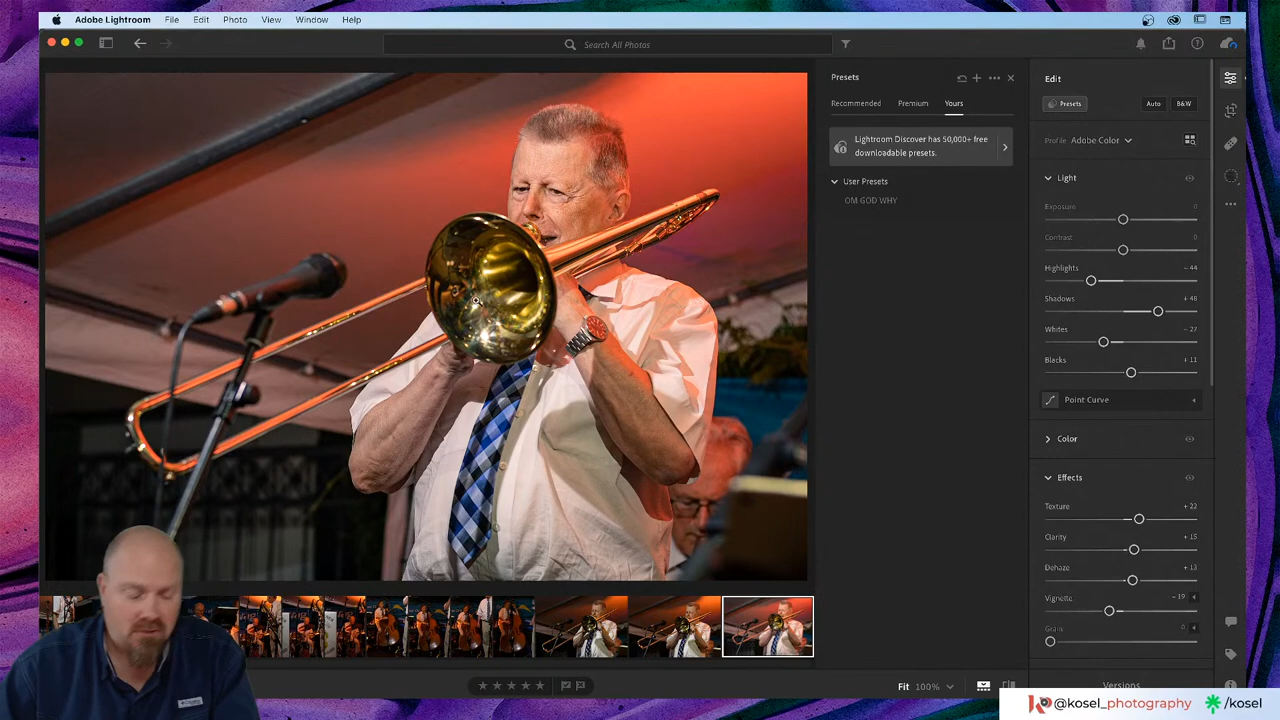 Adobe Lightroom File Edit Photo View Window Help
Search All Photos
Presets
Recommended Premium Yours
Lightroom Discover has 50,000+ free
downloadable presets.
User Presets
OM GOD WHY
Edit
Presets Auto B&W
Profile Adobe Color
Light
Exposure 0
Contrast 0
Highlights - 44
Shadows + 48
Whites - 27
Blacks + 11
Point Curve
Color
Effects
Texture + 22
Clarity + 15
Dehaze + 13
Vignette - 19
Grain 0
Fit 100%
Versions
@kosel_photography /kosel